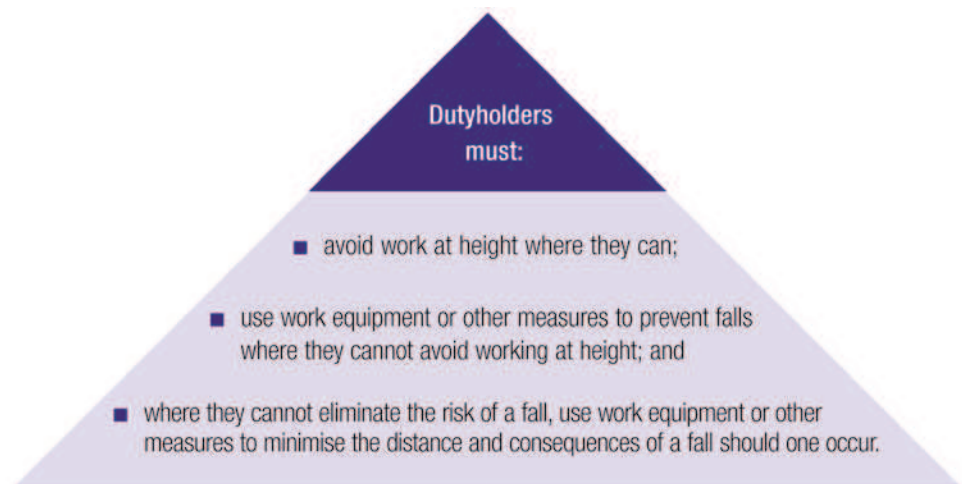 Dutyholders
must:
■ avoid work at height where they can;
■ use work equipment or other measures to prevent falls
where they cannot avoid working at height; and
■ where they cannot eliminate the risk of a fall, use work equipment or other
measures to minimise the distance and consequences of a fall should one occur.